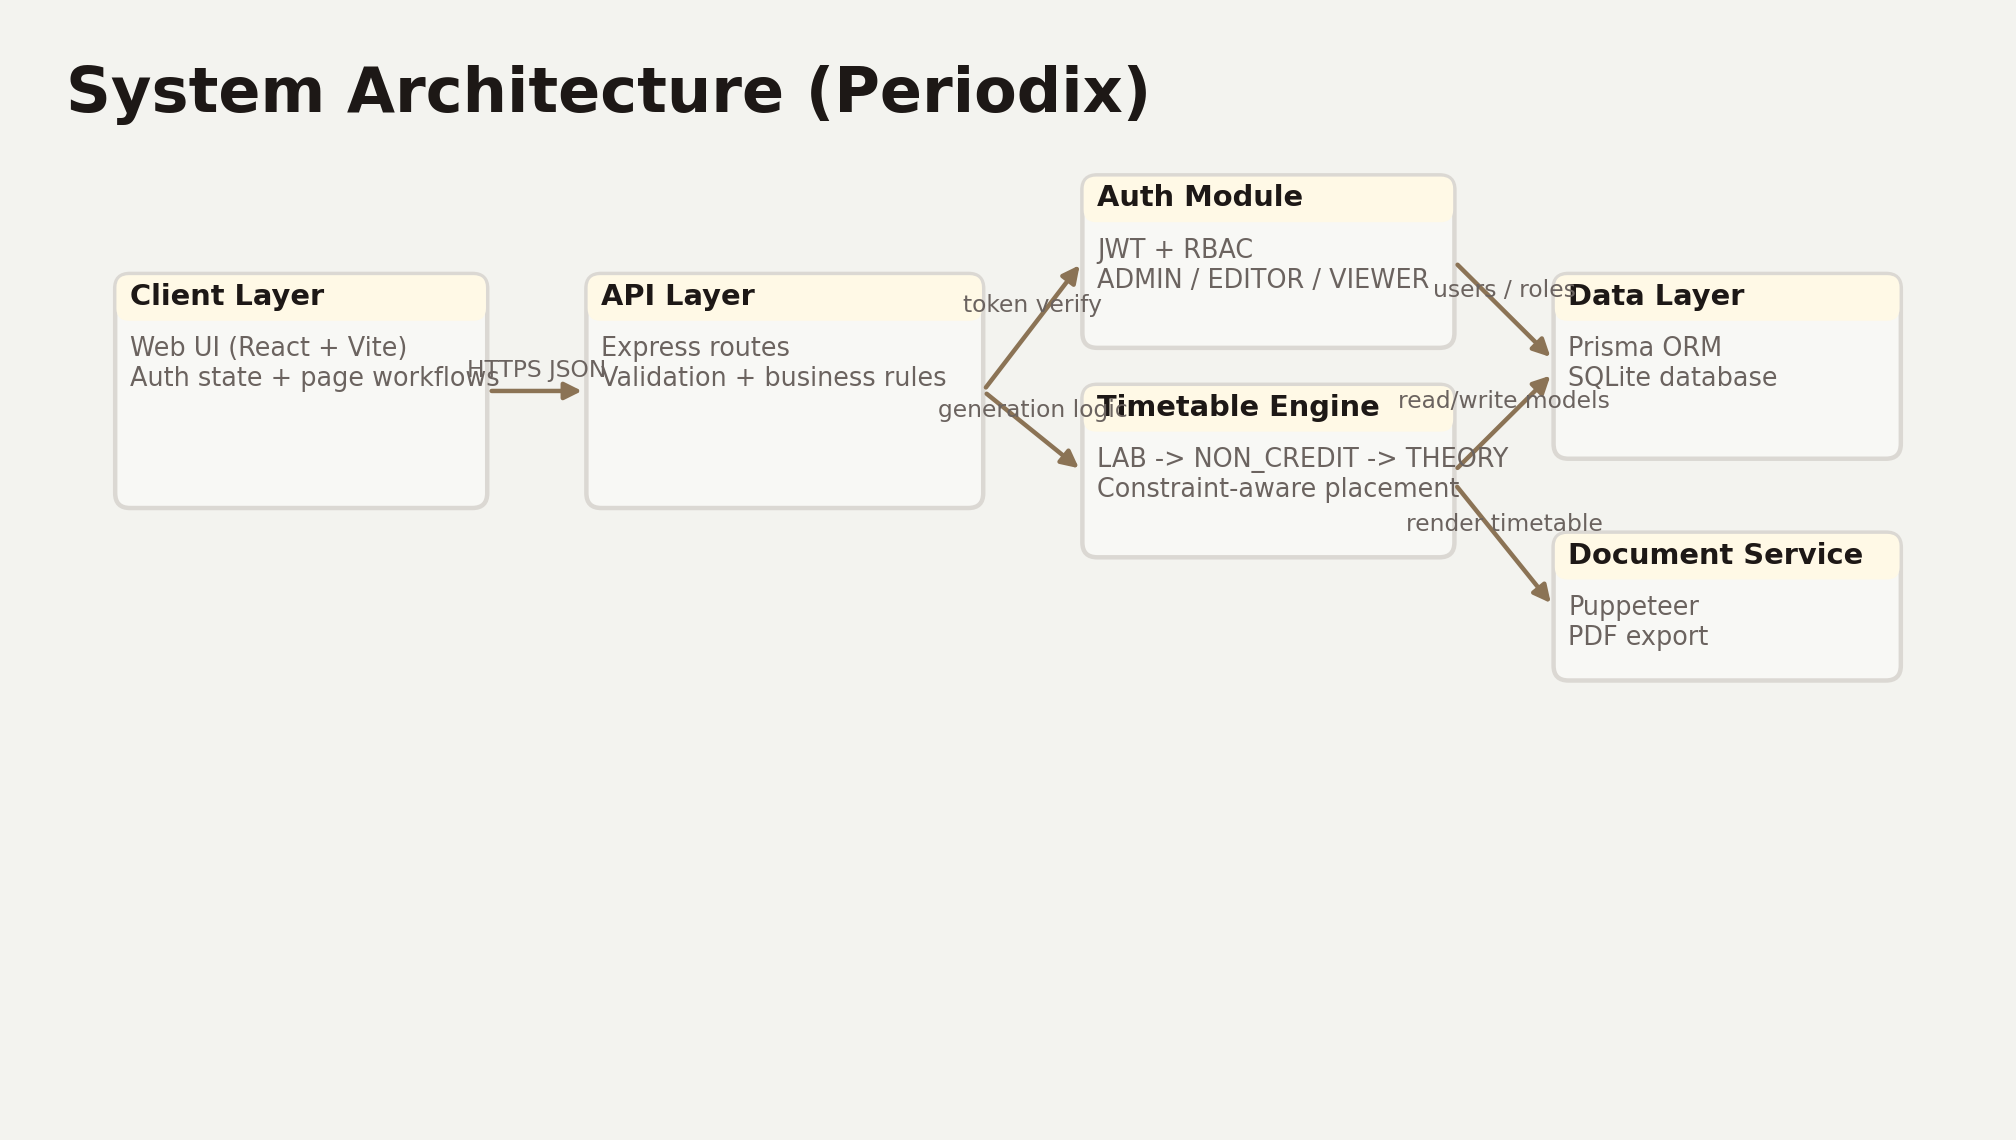 System Architecture (Periodix)
Client Layer
Web UI (React + Vite)
Auth state + page workflows
HTTPS JSON
API Layer
Express routes
Validation + business rules
token verify
generation logic
Auth Module
JWT + RBAC
ADMIN / EDITOR / VIEWER
Timetable Engine
LAB -> NON_CREDIT -> THEORY
Constraint-aware placement
users / roles
read/write models
render timetable
Data Layer
Prisma ORM
SQLite database
Document Service
Puppeteer
PDF export